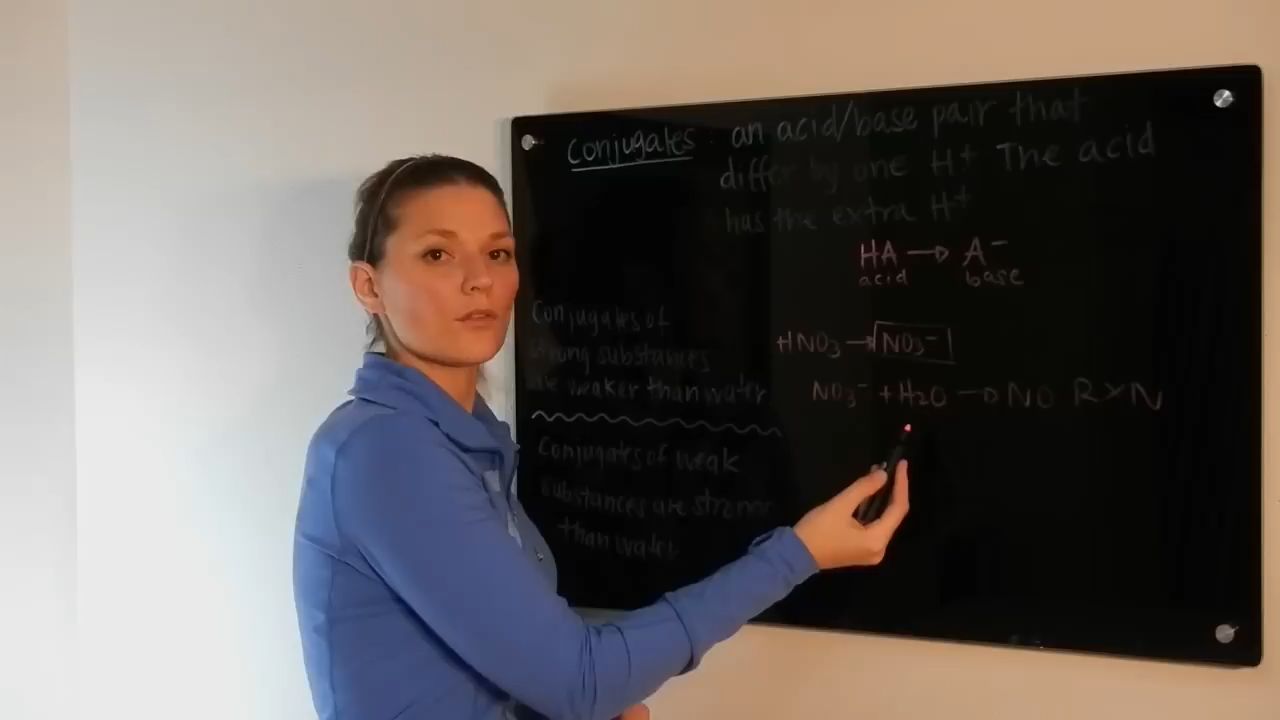 Conjugates: an acid/base pair that
differ by one H+ The acid
has the extra H+
HA → A⁻
acid base
Conjugates of
strong substances
are weaker than water
HNO₃ → NO₃⁻
NO₃⁻ + H₂O → NO RXN
Conjugates of weak
substances are stronger
than water